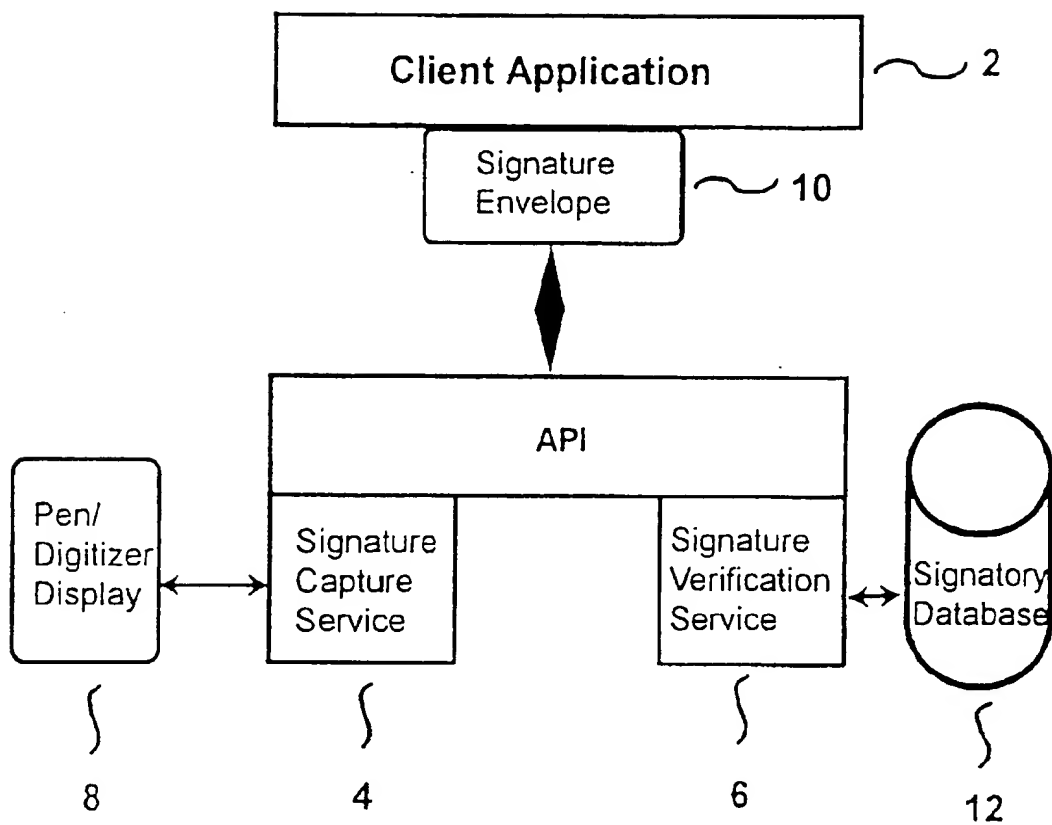 Client Application
2
Signature
Envelope
10
API
Pen/
Digitizer
Display
Signature
Capture
Service
Signature
Verification
Service
Signatory
Database
8
4
6
12